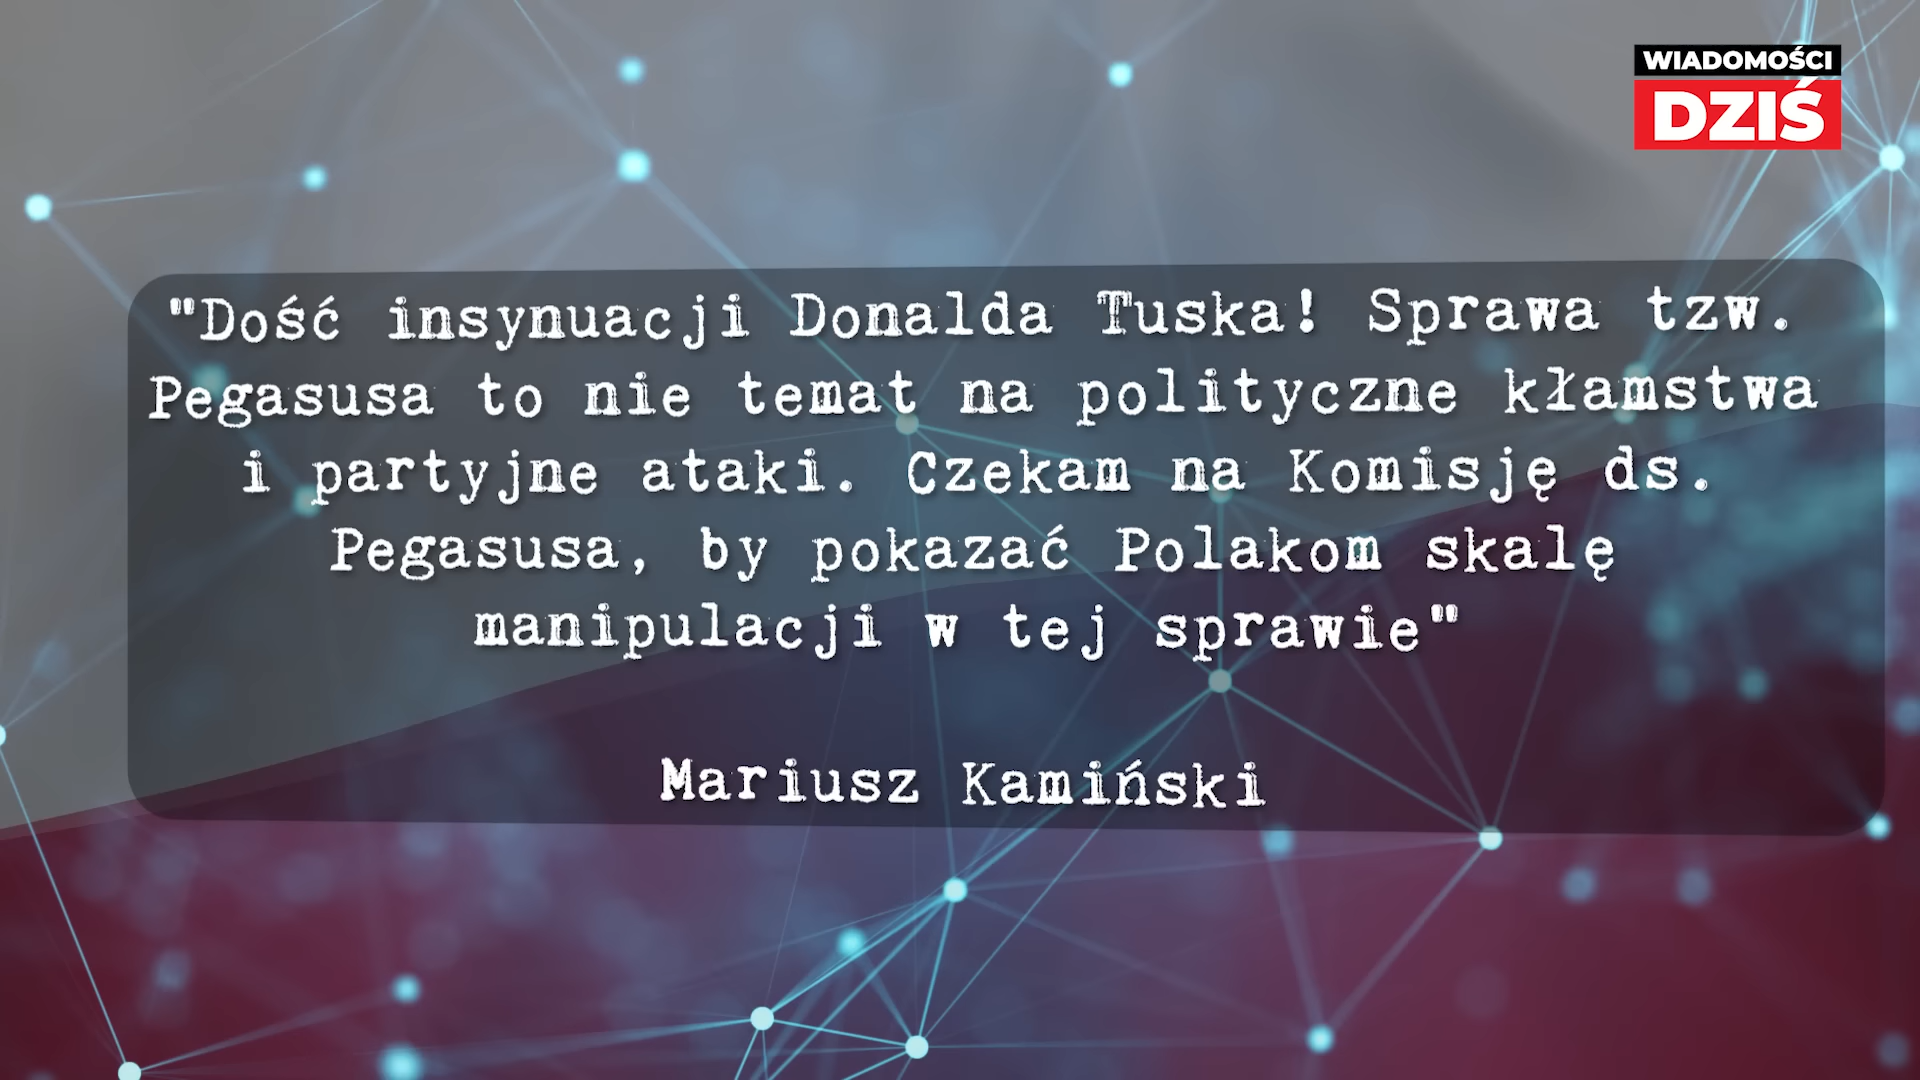 WIADOMOŚCI
DZIŚ
"Dość insynuacji Donalda Tuska! Sprawa tzw.
Pegasusa to nie temat na polityczne kłamstwa
i partyjne ataki. Czekam na Komisję ds.
Pegasusa, by pokazać Polakom skalę
manipulacji w tej sprawie"
Mariusz Kamiński